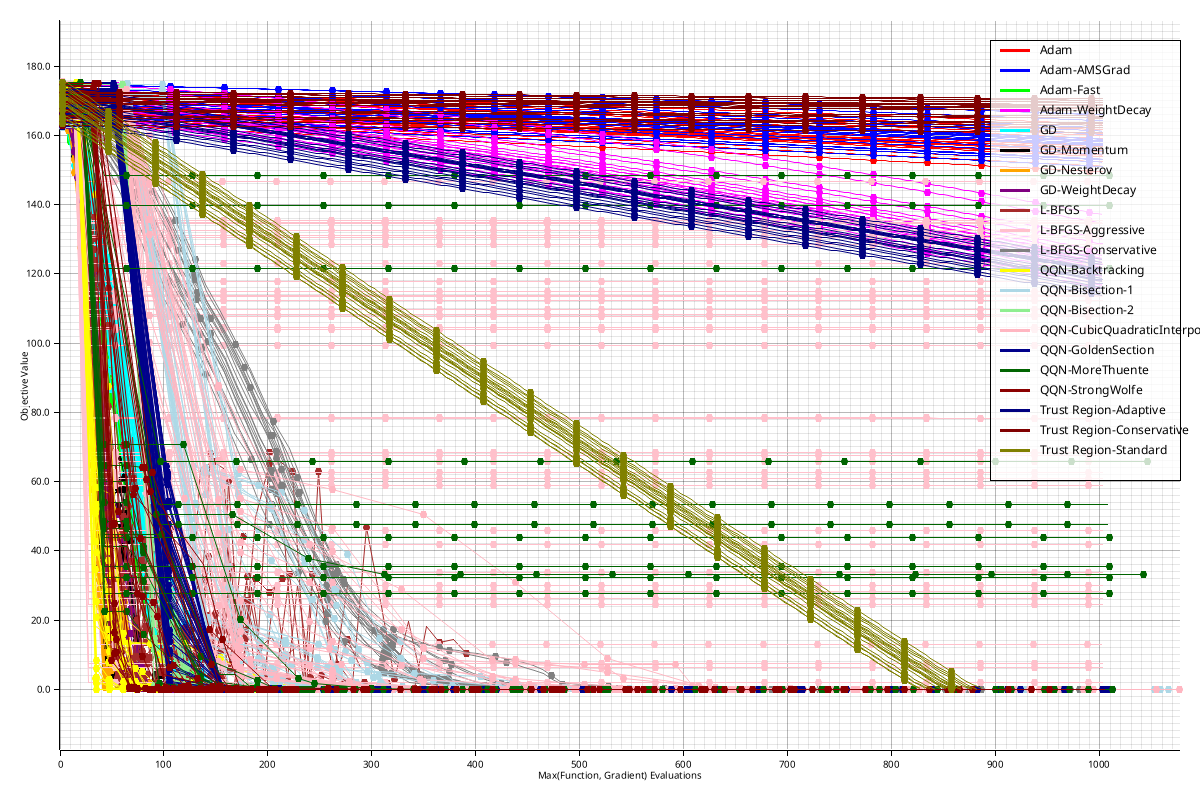 180.0
160.0
140.0
120.0
100.0
80.0
60.0
40.0
20.0
0.0
Objective Value
0
100
200
300
400
500
600
700
800
900
1000
Max(Function, Gradient) Evaluations
Adam
Adam-AMSGrad
Adam-Fast
Adam-WeightDecay
GD
GD-Momentum
GD-Nesterov
GD-WeightDecay
L-BFGS
L-BFGS-Aggressive
L-BFGS-Conservative
QQN-Backtracking
QQN-Bisection-1
QQN-Bisection-2
QQN-CubicQuadraticInterpo
QQN-GoldenSection
QQN-MoreThuente
QQN-StrongWolfe
Trust Region-Adaptive
Trust Region-Conservative
Trust Region-Standard